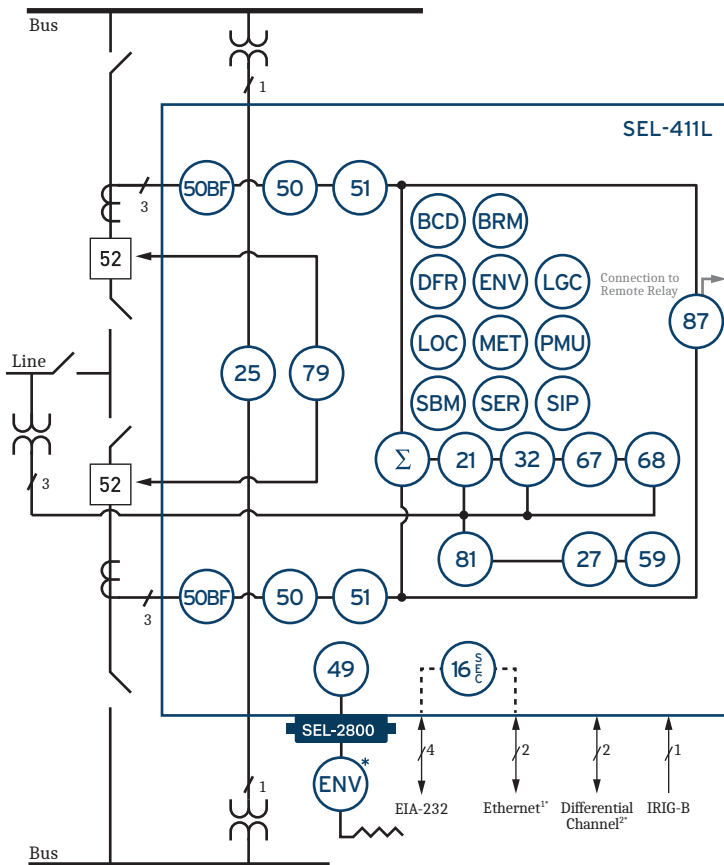 Bus
1
SEL-411L
50BF 50 51
3
BCD BRM
52
DFR ENV LGC
Connection to
Remote Relay
87
LOC MET PMU
Line
25 79
SBM SER SIP
Σ 21 32 67 68
3
52
81 27 59
50BF 50 51
3
49
16 SEC
SEL-2800
4 2 2 1
ENV*
1
EIA-232 Ethernet1* Differential IRIG-B
Channel2*
Bus